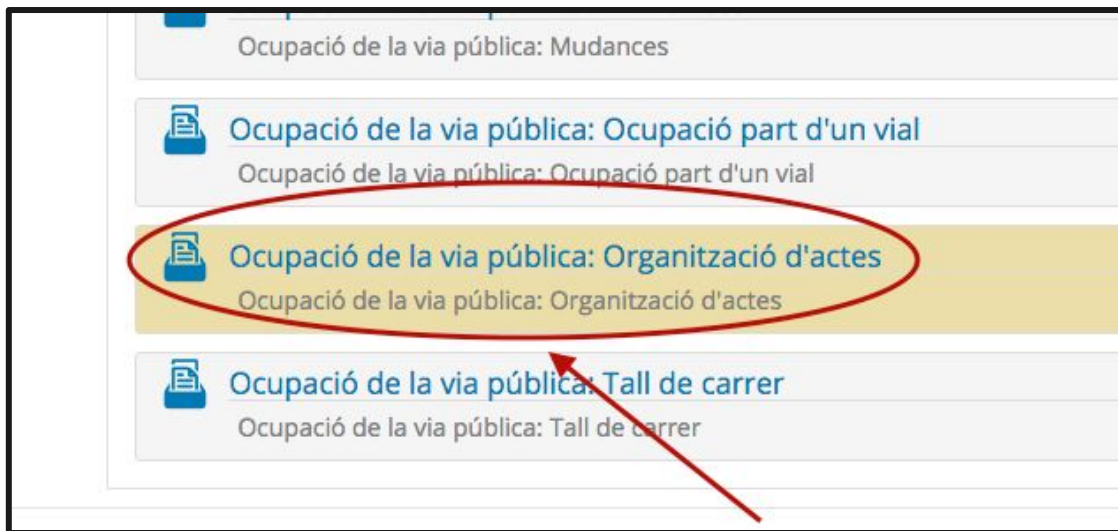 Ocupació de la via pública: Mudances
Ocupació de la via pública: Ocupació part d'un vial
Ocupació de la via pública: Ocupació part d'un vial
Ocupació de la via pública: Organització d'actes
Ocupació de la via pública: Organització d'actes
Ocupació de la via pública: Tall de carrer
Ocupació de la via pública: Tall de carrer